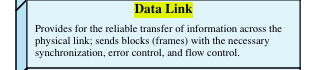 Data Link
Provides for the reliable transfer of information across the
physical link; sends blocks (frames) with the necessary
synchronization, error control, and flow control.